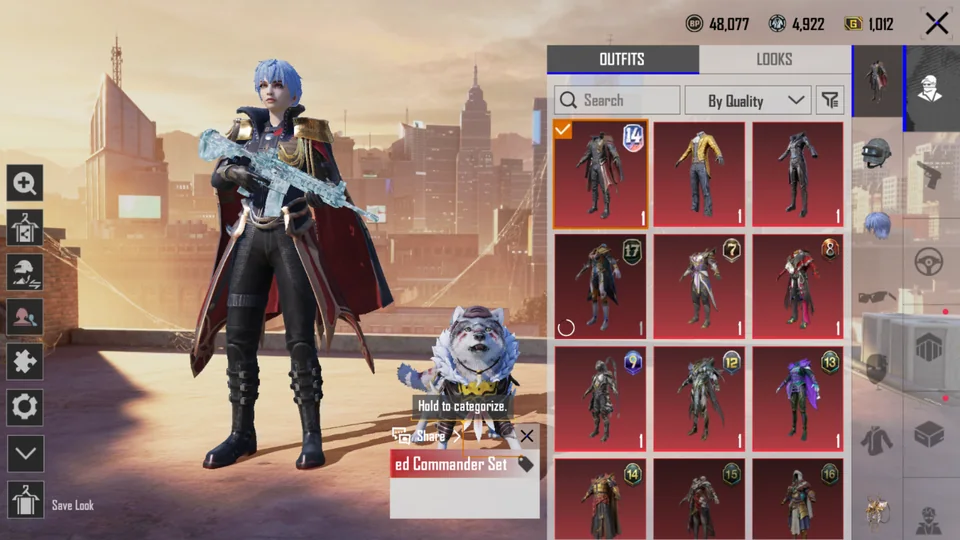 BP 48,077 4,922 G 1,012
OUTFITS LOOKS
Search By Quality
14 1 1 1
17 1 7 1 8 1
9 1 12 1 13 1
14 15 16
Hold to categorize.
Share
ed Commander Set
Save Look